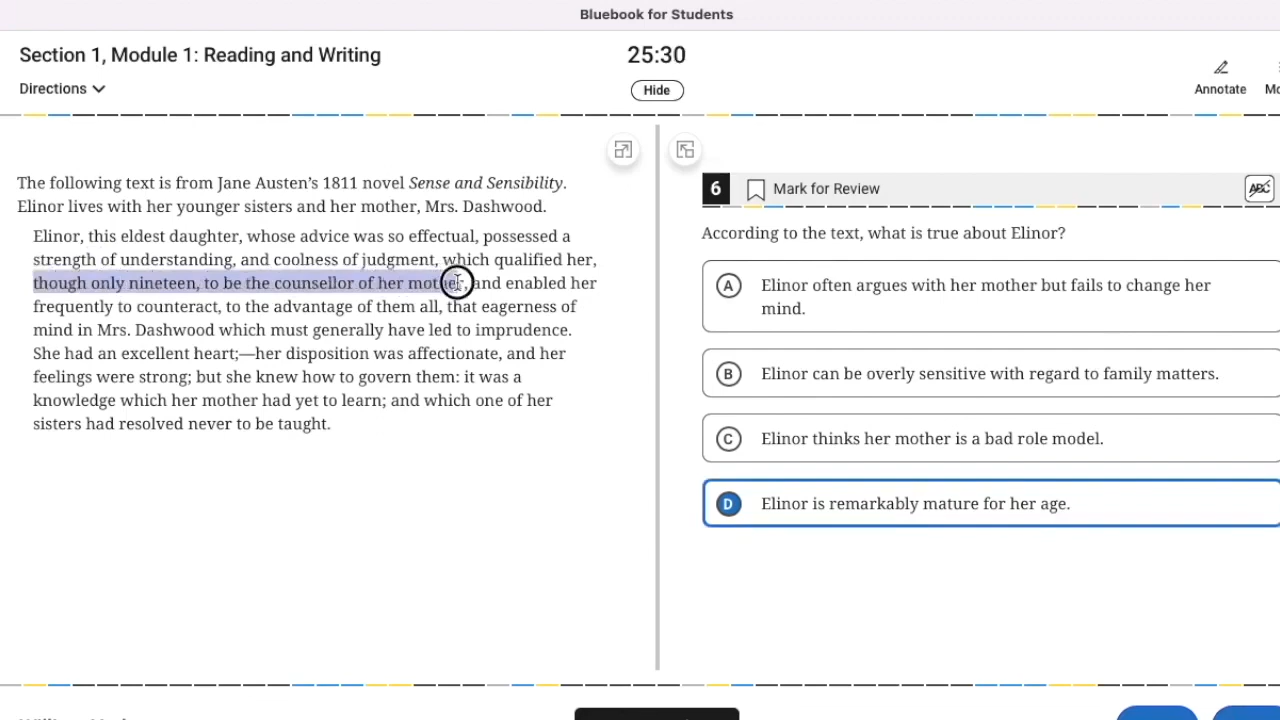 Bluebook for Students
Section 1, Module 1: Reading and Writing
25:30
Directions
Hide
Annotate
The following text is from Jane Austen’s 1811 novel Sense and Sensibility.
Elinor lives with her younger sisters and her mother, Mrs. Dashwood.
Elinor, this eldest daughter, whose advice was so effectual, possessed a
strength of understanding, and coolness of judgment, which qualified her,
though only nineteen, to be the counsellor of her mother, and enabled her
frequently to counteract, to the advantage of them all, that eagerness of
mind in Mrs. Dashwood which must generally have led to imprudence.
She had an excellent heart;—her disposition was affectionate, and her
feelings were strong; but she knew how to govern them: it was a
knowledge which her mother had yet to learn; and which one of her
sisters had resolved never to be taught.
6
Mark for Review
ABC
According to the text, what is true about Elinor?
A Elinor often argues with her mother but fails to change her
mind.
B Elinor can be overly sensitive with regard to family matters.
C Elinor thinks her mother is a bad role model.
D Elinor is remarkably mature for her age.